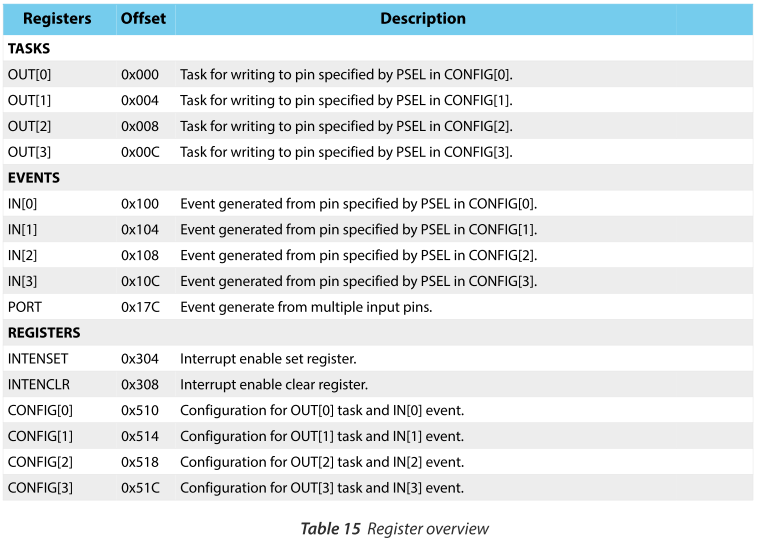 Registers Offset Description
TASKS
OUT[0] 0x000 Task for writing to pin specified by PSEL in CONFIG[0].
OUT[1] 0x004 Task for writing to pin specified by PSEL in CONFIG[1].
OUT[2] 0x008 Task for writing to pin specified by PSEL in CONFIG[2].
OUT[3] 0x00C Task for writing to pin specified by PSEL in CONFIG[3].
EVENTS
IN[0] 0x100 Event generated from pin specified by PSEL in CONFIG[0].
IN[1] 0x104 Event generated from pin specified by PSEL in CONFIG[1].
IN[2] 0x108 Event generated from pin specified by PSEL in CONFIG[2].
IN[3] 0x10C Event generated from pin specified by PSEL in CONFIG[3].
PORT 0x17C Event generate from multiple input pins.
REGISTERS
INTENSET 0x304 Interrupt enable set register.
INTENCLR 0x308 Interrupt enable clear register.
CONFIG[0] 0x510 Configuration for OUT[0] task and IN[0] event.
CONFIG[1] 0x514 Configuration for OUT[1] task and IN[1] event.
CONFIG[2] 0x518 Configuration for OUT[2] task and IN[2] event.
CONFIG[3] 0x51C Configuration for OUT[3] task and IN[3] event.
Table 15 Register overview